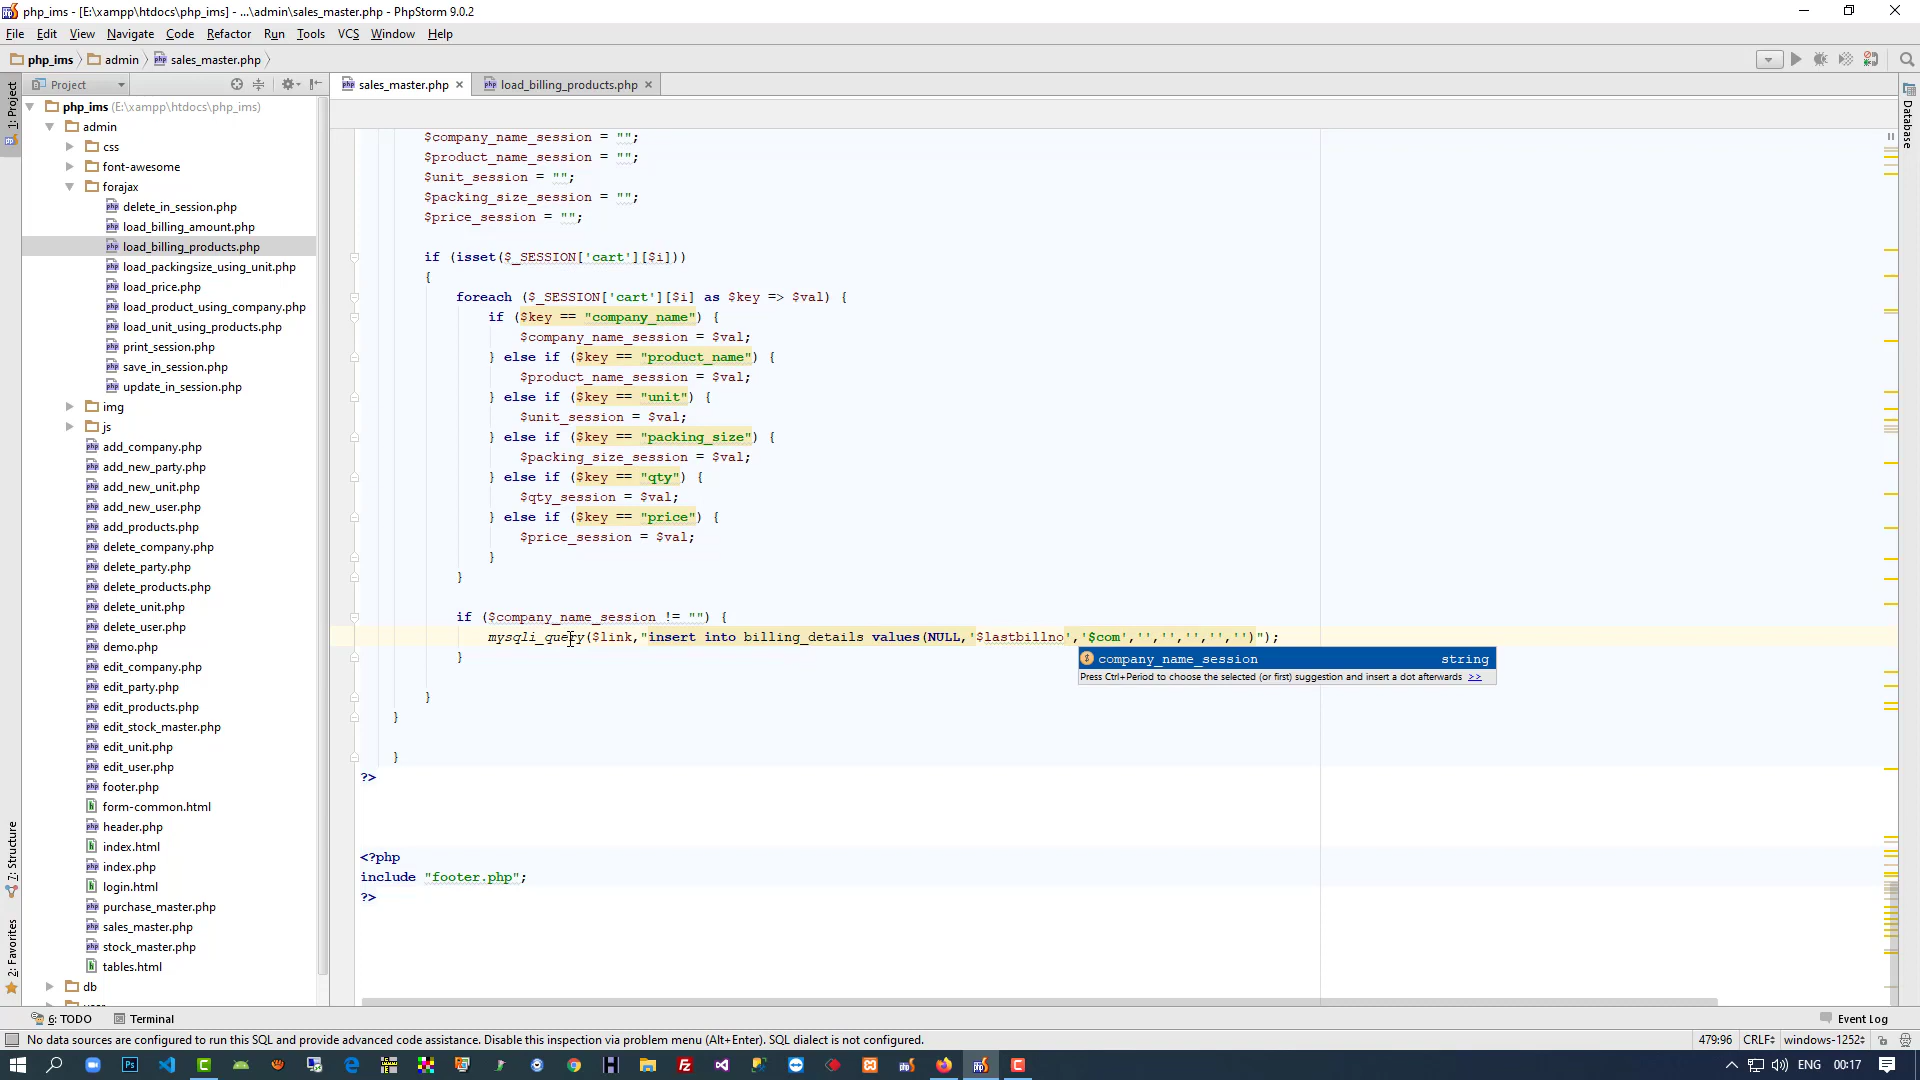 php_ims - [E:\xampp\htdocs\php_ims] - ...\admin\sales_master.php - PhpStorm 9.0.2
File Edit View Navigate Code Refactor Run Tools VCS Window Help
php_ims admin sales_master.php
Project
sales_master.php
load_billing_products.php
1: Project
Database
php_ims (E:\xampp\htdocs\php_ims)
admin
css
font-awesome
forajax
delete_in_session.php
load_billing_amount.php
load_billing_products.php
load_packingsize_using_unit.php
load_price.php
load_product_using_company.php
load_unit_using_products.php
print_session.php
save_in_session.php
update_in_session.php
img
js
add_company.php
add_new_party.php
add_new_unit.php
add_new_user.php
add_products.php
delete_company.php
delete_party.php
delete_products.php
delete_unit.php
delete_user.php
demo.php
edit_company.php
edit_party.php
edit_products.php
edit_stock_master.php
edit_unit.php
edit_user.php
footer.php
form-common.html
header.php
index.html
index.php
login.html
purchase_master.php
sales_master.php
stock_master.php
tables.html
db
7: Structure
2: Favorites
$company_name_session = "";
$product_name_session = "";
$unit_session = "";
$packing_size_session = "";
$price_session = "";
if (isset($_SESSION['cart'][$i]))
{
foreach ($_SESSION['cart'][$i] as $key => $val) {
if ($key == "company_name") {
$company_name_session = $val;
} else if ($key == "product_name") {
$product_name_session = $val;
} else if ($key == "unit") {
$unit_session = $val;
} else if ($key == "packing_size") {
$packing_size_session = $val;
} else if ($key == "qty") {
$qty_session = $val;
} else if ($key == "price") {
$price_session = $val;
}
}
if ($company_name_session != "") {
mysqli_query($link,"insert into billing_details values(NULL,'$lastbillno','$com','','','','','')");
company_name_session string
Press Ctrl+Period to choose the selected (or first) suggestion and insert a dot afterwards >>
}
}
}
}
?>
<?php
include "footer.php";
?>
6: TODO Terminal Event Log
No data sources are configured to run this SQL and provide advanced code assistance. Disable this inspection via problem menu (Alt+Enter). SQL dialect is not configured. 479:96 CRLF windows-1252
ENG 00:17